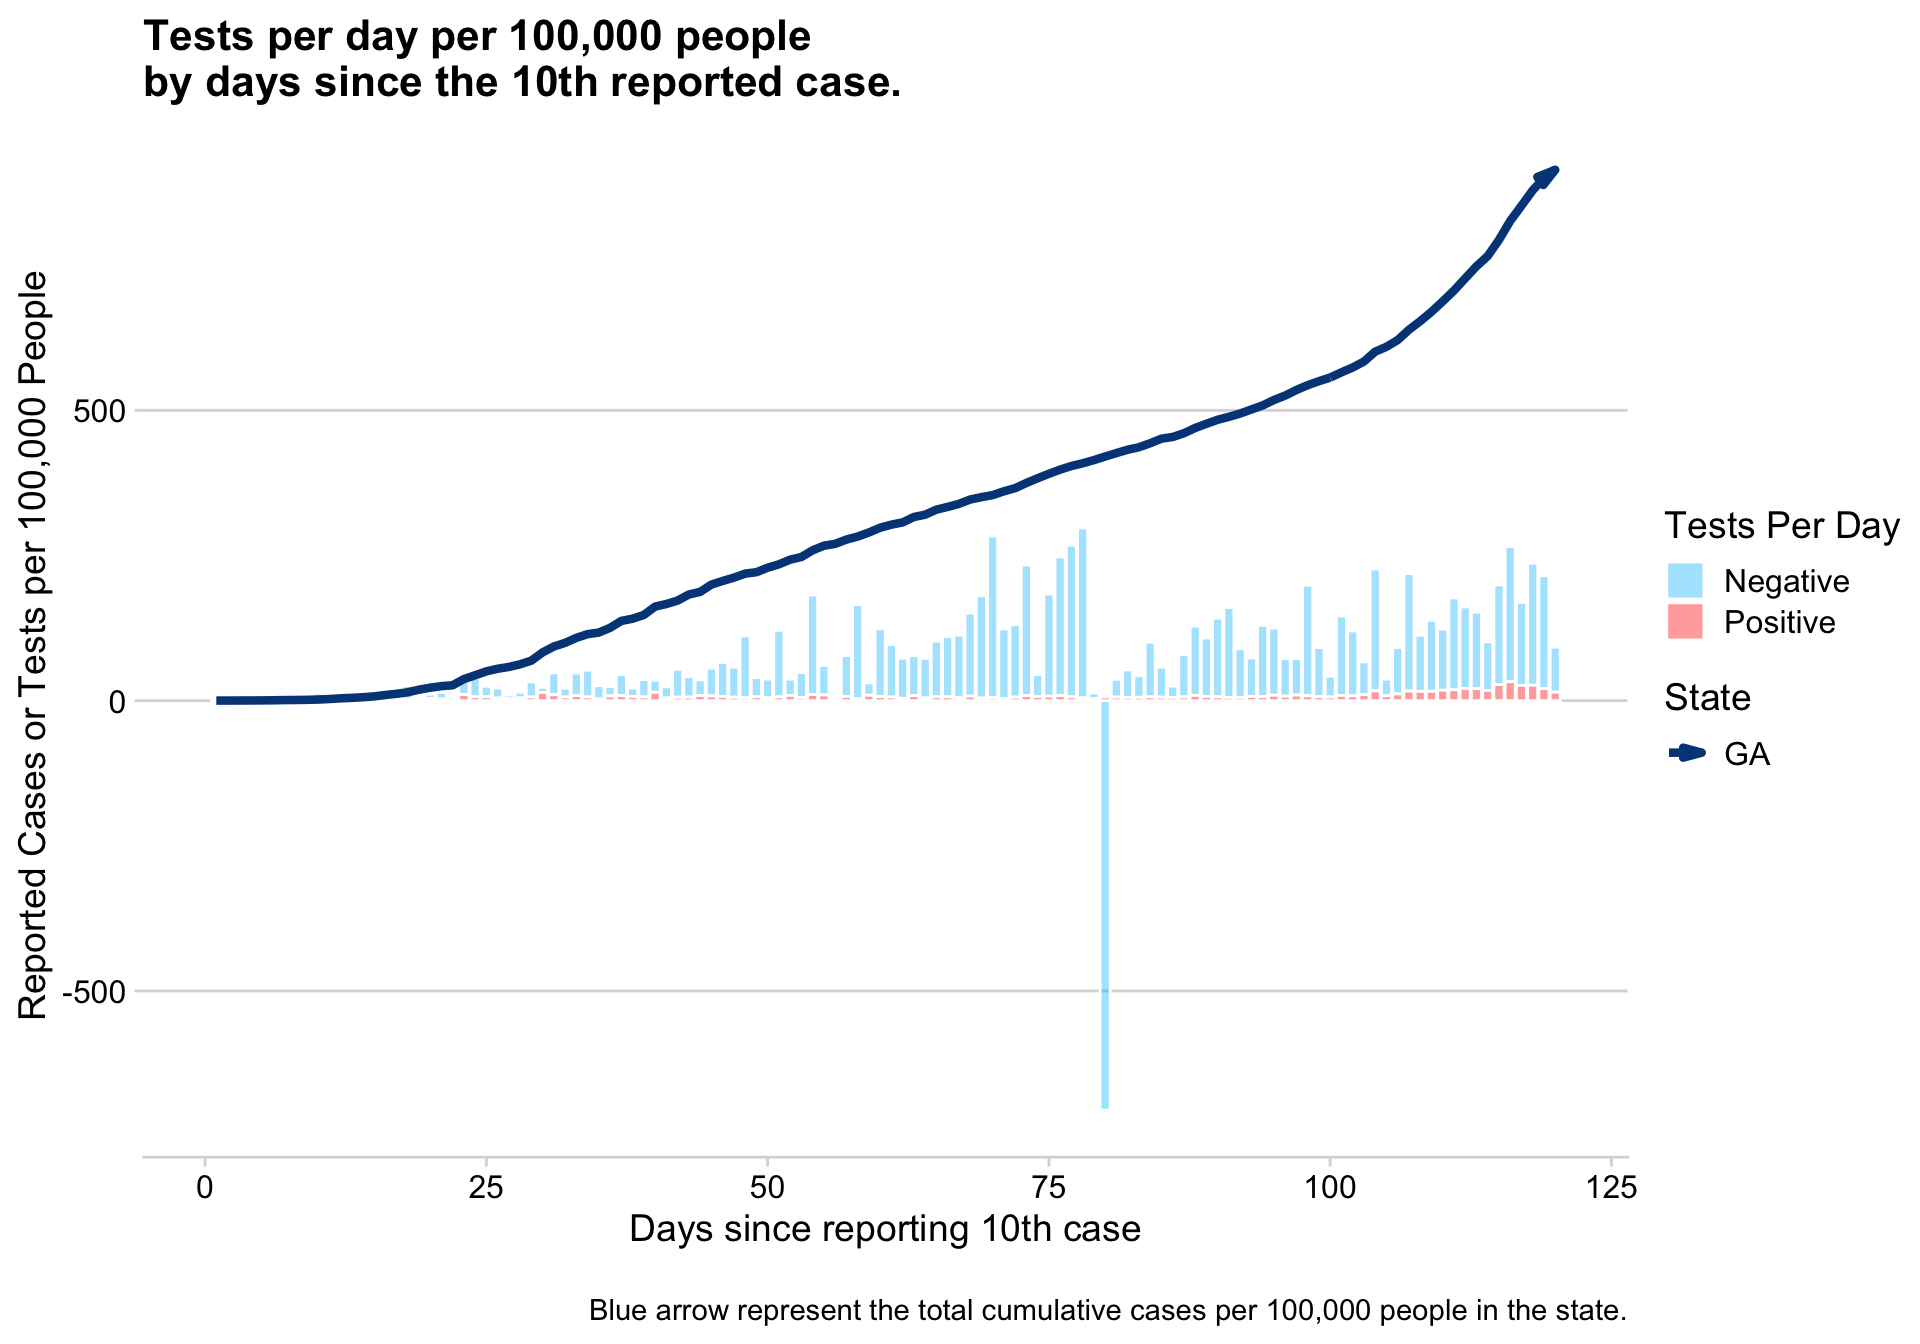 Tests per day per 100,000 people
by days since the 10th reported case.
Reported Cases or Tests per 100,000 People
500
0
-500
0
25
50
75
100
125
Days since reporting 10th case
Tests Per Day
Negative
Positive
State
GA
Blue arrow represent the total cumulative cases per 100,000 people in the state.